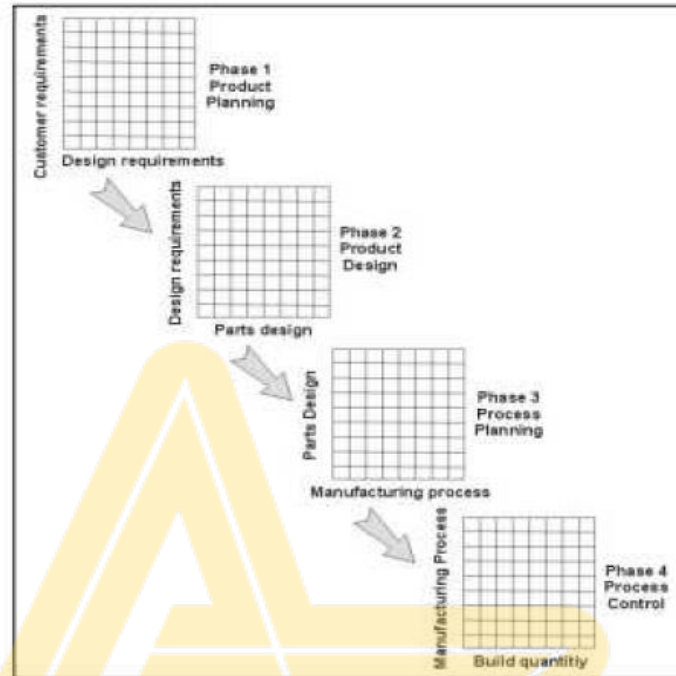 Customer requirements
Phase 1
Product
Planning
Design requirements
Design requirements
Phase 2
Product
Design
Parts design
Parts Design
Phase 3
Process
Planning
Manufacturing process
Manufacturing Process
Phase 4
Process
Control
Build quantitiy